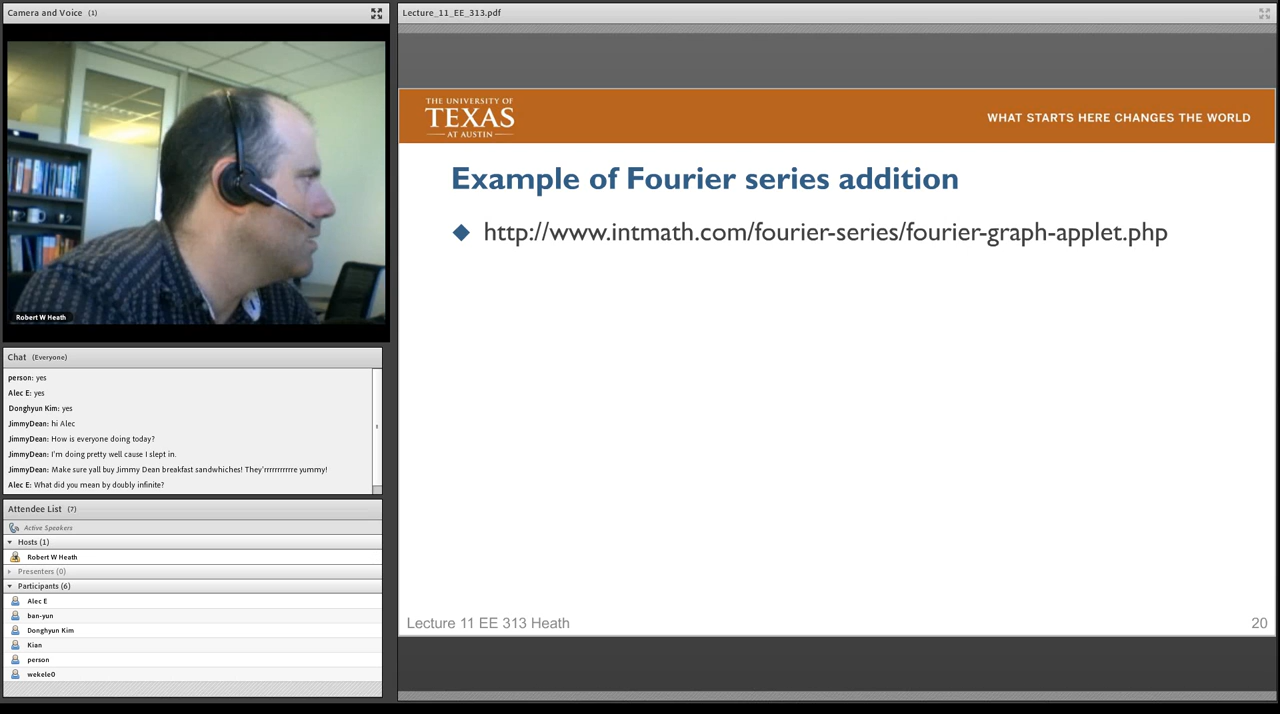 Camera and Voice (1)
Robert W Heath
Chat (Everyone)
person: yes
Alec E: yes
Donghyun Kim: yes
JimmyDean: hi Alec
JimmyDean: How is everyone doing today?
JimmyDean: I'm doing pretty well cause I slept in.
JimmyDean: Make sure yall buy Jimmy Dean breakfast sandwhiches! They'rrrrrrrrrrre yummy!
Alec E: What did you mean by doubly infinite?
Attendee List (7)
Active Speakers
Hosts (1)
Robert W Heath
Presenters (0)
Participants (6)
Alec E
ban-yun
Donghyun Kim
Kian
person
wekele0
Lecture_11_EE_313.pdf
THE UNIVERSITY OF
TEXAS
AT AUSTIN
WHAT STARTS HERE CHANGES THE WORLD
Example of Fourier series addition
http://www.intmath.com/fourier-series/fourier-graph-applet.php
Lecture 11 EE 313 Heath
20